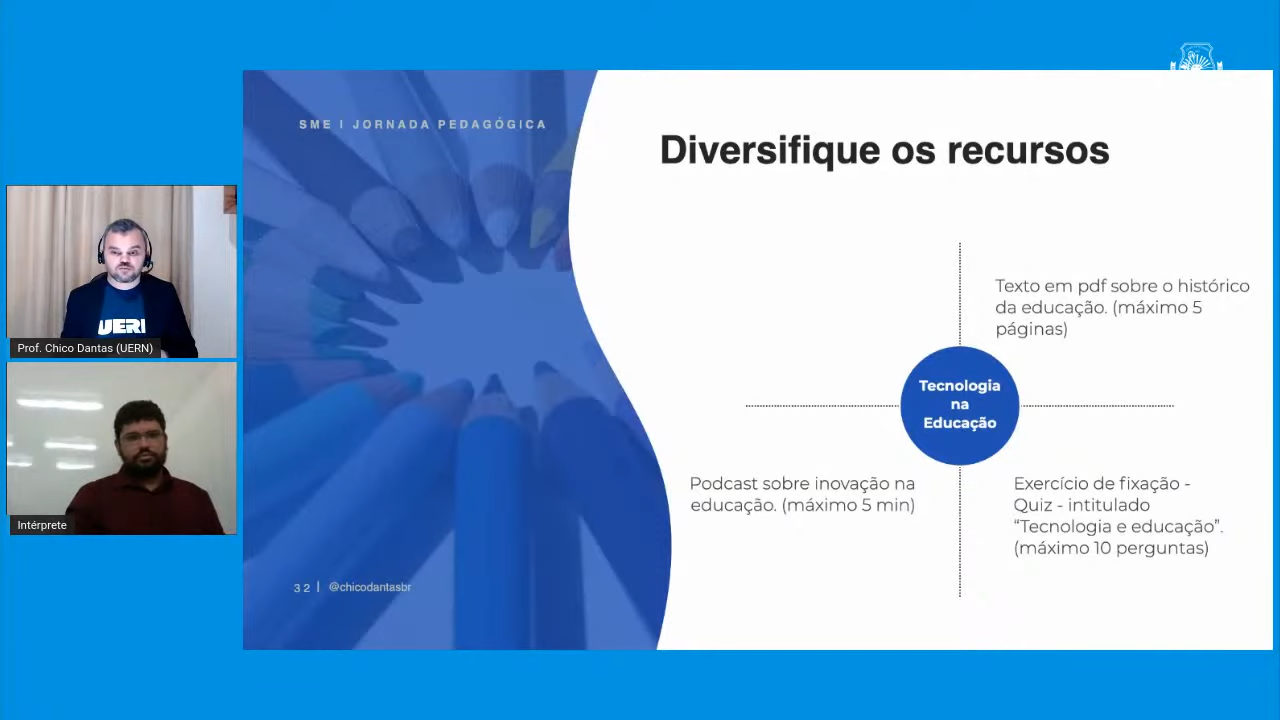 SME | JORNADA PEDAGÓGICA
Diversifique os recursos
Texto em pdf sobre o histórico
da educação. (máximo 5
páginas)
Tecnologia
na
Educação
Podcast sobre inovação na
educação. (máximo 5 min)
Exercício de fixação -
Quiz - intitulado
“Tecnologia e educação”.
(máximo 10 perguntas)
32 | @chicodantasbr
UERN
Prof. Chico Dantas (UERN)
Intérprete